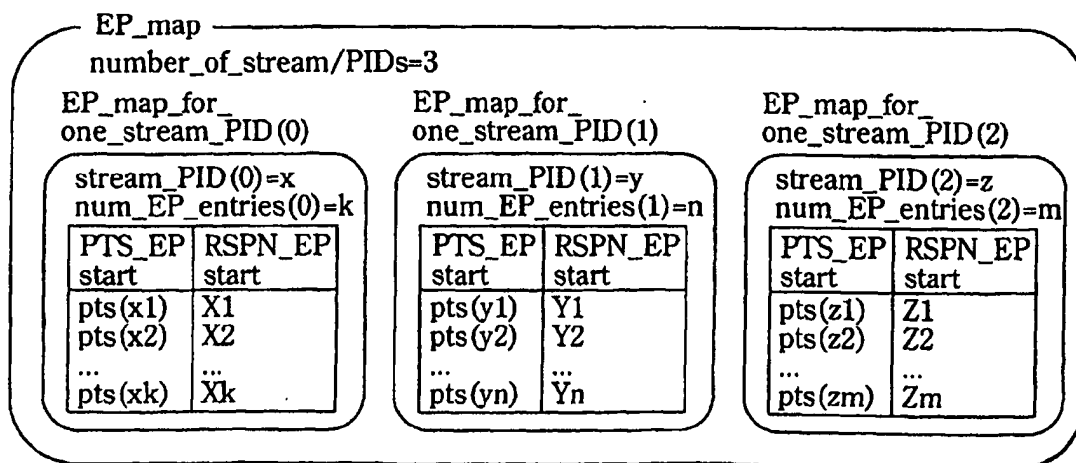 EP_map
number_of_stream/PIDs=3
EP_map_for_
one_stream_PID(0)
stream_PID(0)=x
num_EP_entries(0)=k
PTS_EP RSPN_EP
start start
pts(x1) X1
pts(x2) X2
... ...
pts(xk) Xk
EP_map_for_
one_stream_PID(1)
stream_PID(1)=y
num_EP_entries(1)=n
PTS_EP RSPN_EP
start start
pts(y1) Y1
pts(y2) Y2
... ...
pts(yn) Yn
EP_map_for_
one_stream_PID(2)
stream_PID(2)=z
num_EP_entries(2)=m
PTS_EP RSPN_EP
start start
pts(z1) Z1
pts(z2) Z2
... ...
pts(zm) Zm